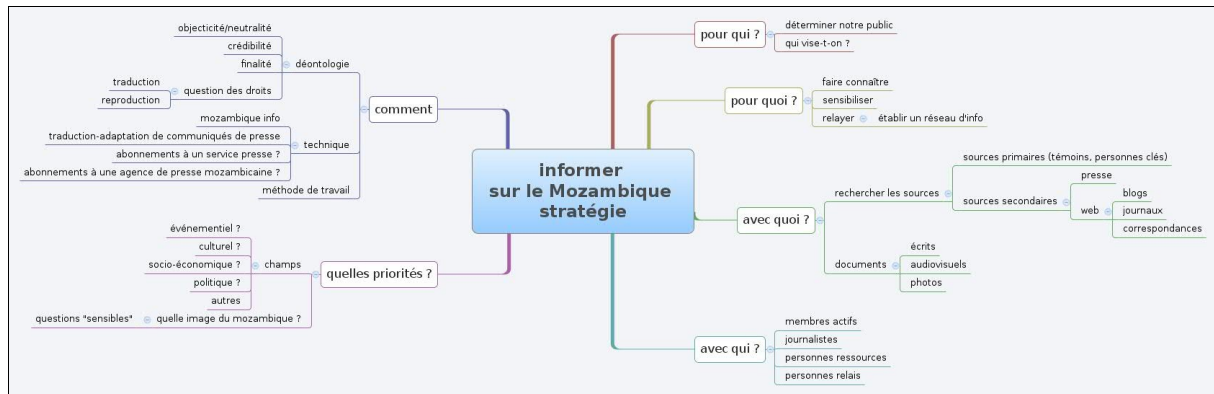 informer
sur le Mozambique
stratégie
pour qui ?
déterminer notre public
qui vise-t-on ?
pour quoi ?
faire connaître
sensibiliser
relayer
établir un réseau d'info
avec quoi ?
rechercher les sources
sources primaires (témoins, personnes clés)
sources secondaires
presse
web
blogs
journaux
correspondances
documents
écrits
audiovisuels
photos
avec qui ?
membres actifs
journalistes
personnes ressources
personnes relais
comment
déontologie
objecticité/neutralité
crédibilité
finalité
question des droits
traduction
reproduction
technique
mozambique info
traduction-adaptation de communiqués de presse
abonnements à un service presse ?
abonnements à une agence de presse mozambicaine ?
méthode de travail
quelles priorités ?
champs
événementiel ?
culturel ?
socio-économique ?
politique ?
autres
quelle image du mozambique ?
questions "sensibles"